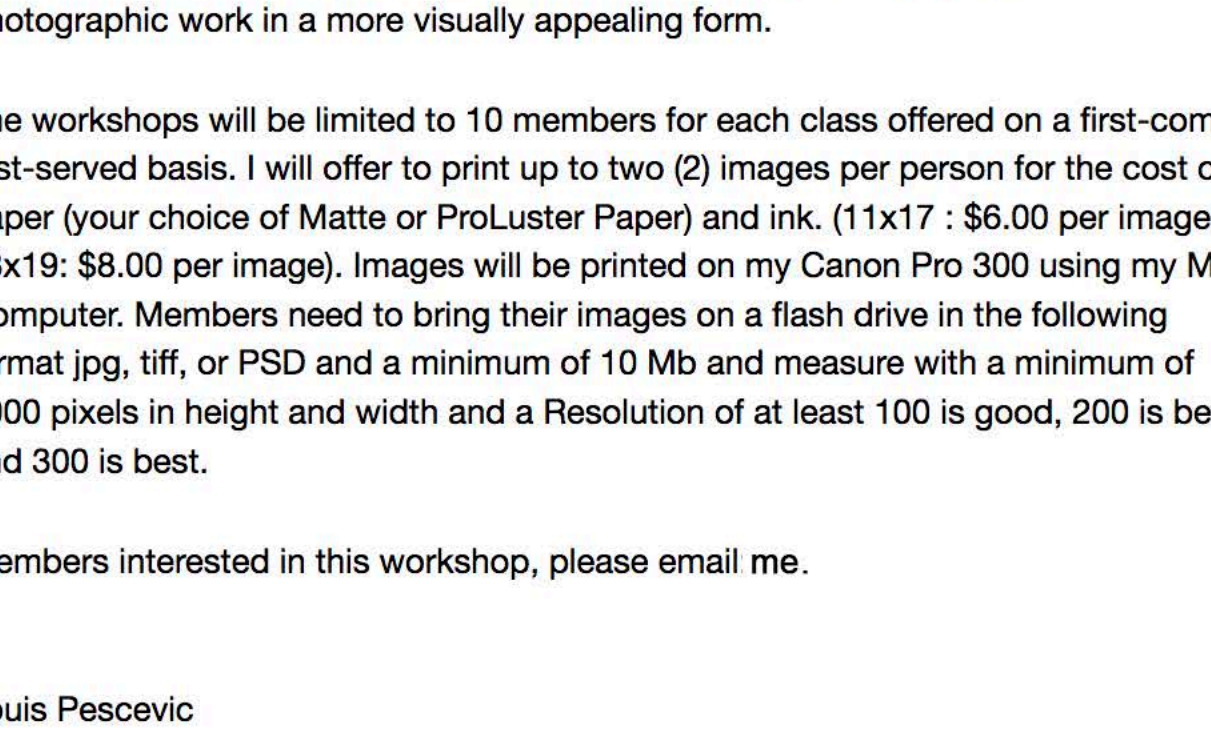 hotographic work in a more visually appealing form.
he workshops will be limited to 10 members for each class offered on a first-com
st-served basis. I will offer to print up to two (2) images per person for the cost o
aper (your choice of Matte or ProLuster Paper) and ink. (11x17 : $6.00 per image
x19: $8.00 per image). Images will be printed on my Canon Pro 300 using my M
omputer. Members need to bring their images on a flash drive in the following
rmat jpg, tiff, or PSD and a minimum of 10 Mb and measure with a minimum of
00 pixels in height and width and a Resolution of at least 100 is good, 200 is be
d 300 is best.
embers interested in this workshop, please email me.
ouis Pescevic